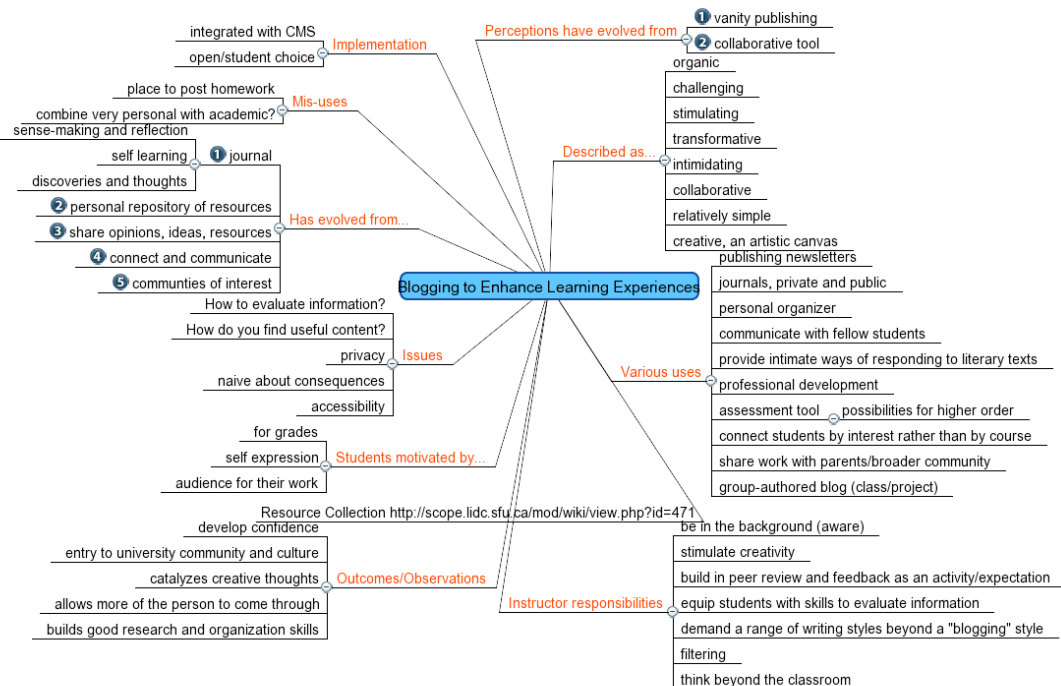 Blogging to Enhance Learning Experiences
Implementation
integrated with CMS
open/student choice
Mis-uses
place to post homework
combine very personal with academic?
Has evolved from...
1 journal
sense-making and reflection
self learning
discoveries and thoughts
2 personal repository of resources
3 share opinions, ideas, resources
4 connect and communicate
5 communties of interest
Issues
How to evaluate information?
How do you find useful content?
privacy
naive about consequences
accessibility
Students motivated by...
for grades
self expression
audience for their work
Resource Collection http://scope.lidc.sfu.ca/mod/wiki/view.php?id=471
Outcomes/Observations
develop confidence
entry to university community and culture
catalyzes creative thoughts
allows more of the person to come through
builds good research and organization skills
Perceptions have evolved from
1 vanity publishing
2 collaborative tool
Described as...
organic
challenging
stimulating
transformative
intimidating
collaborative
relatively simple
creative, an artistic canvas
Various uses
publishing newsletters
journals, private and public
personal organizer
communicate with fellow students
provide intimate ways of responding to literary texts
professional development
assessment tool
possibilities for higher order
connect students by interest rather than by course
share work with parents/broader community
group-authored blog (class/project)
Instructor responsibilities
be in the background (aware)
stimulate creativity
build in peer review and feedback as an activity/expectation
equip students with skills to evaluate information
demand a range of writing styles beyond a "blogging" style
filtering
think beyond the classroom